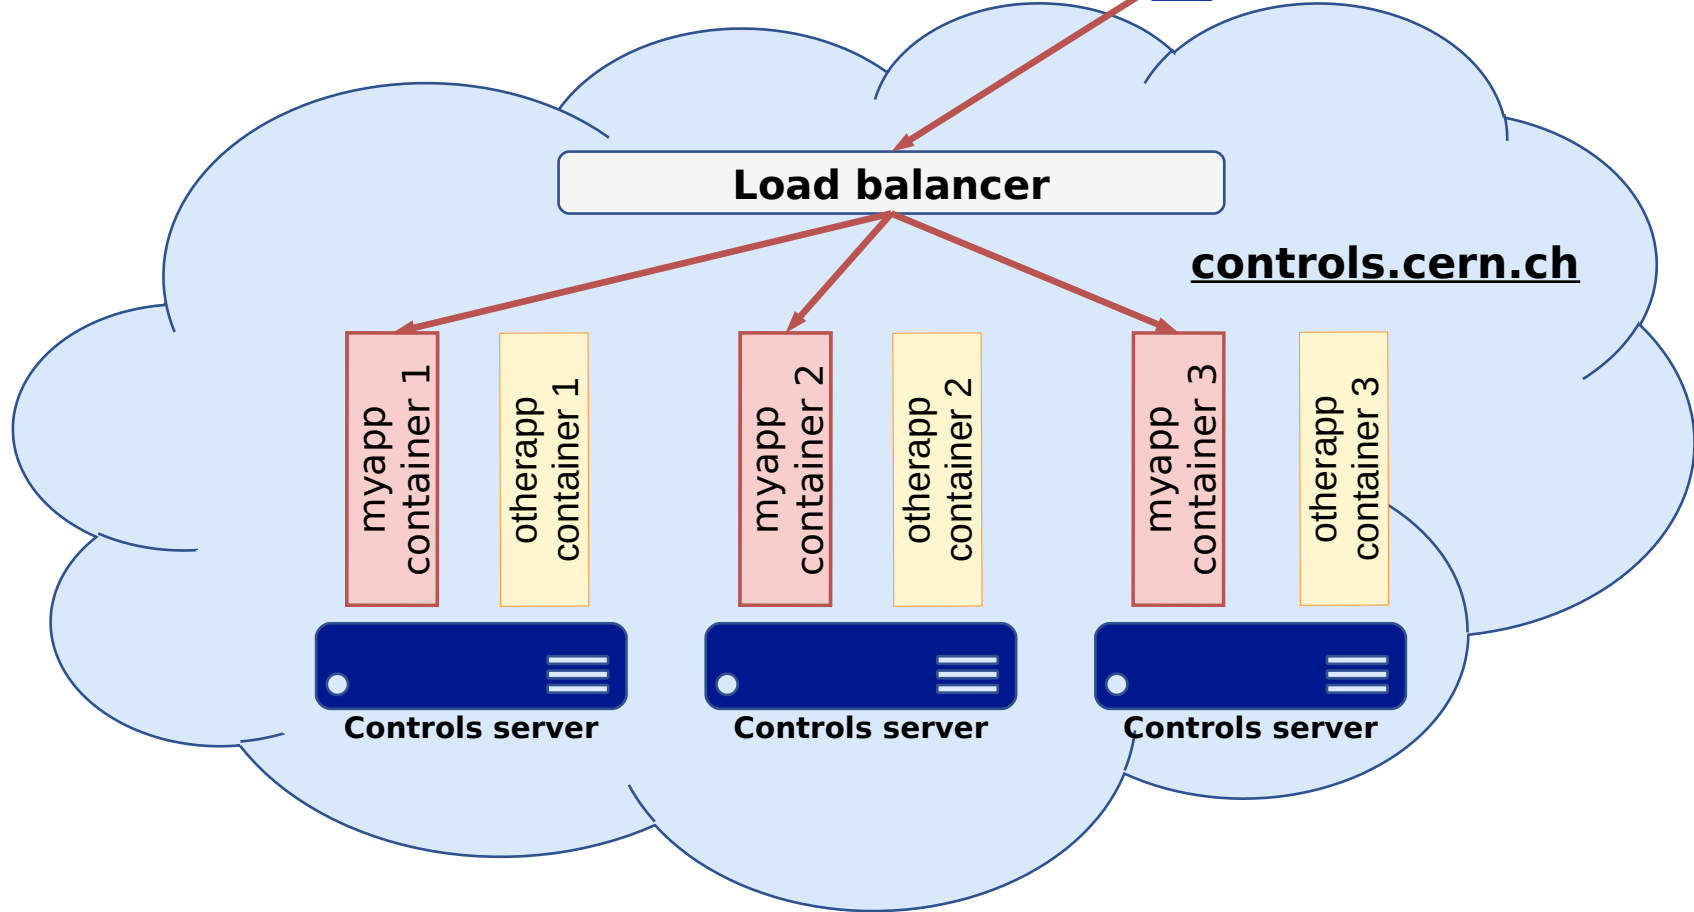 Load balancer
controls.cern.ch
myapp
container 1
otherapp
container 1
myapp
container 2
otherapp
container 2
myapp
container 3
otherapp
container 3
Controls server
Controls server
Controls server